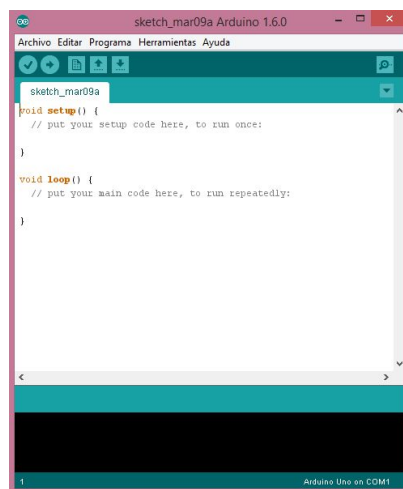 sketch_mar09a Arduino 1.6.0
Archivo Editar Programa Herramientas Ayuda
sketch_mar09a
void setup() {
// put your setup code here, to run once:
}
void loop() {
// put your main code here, to run repeatedly:
}
1
Arduino Uno on COM1